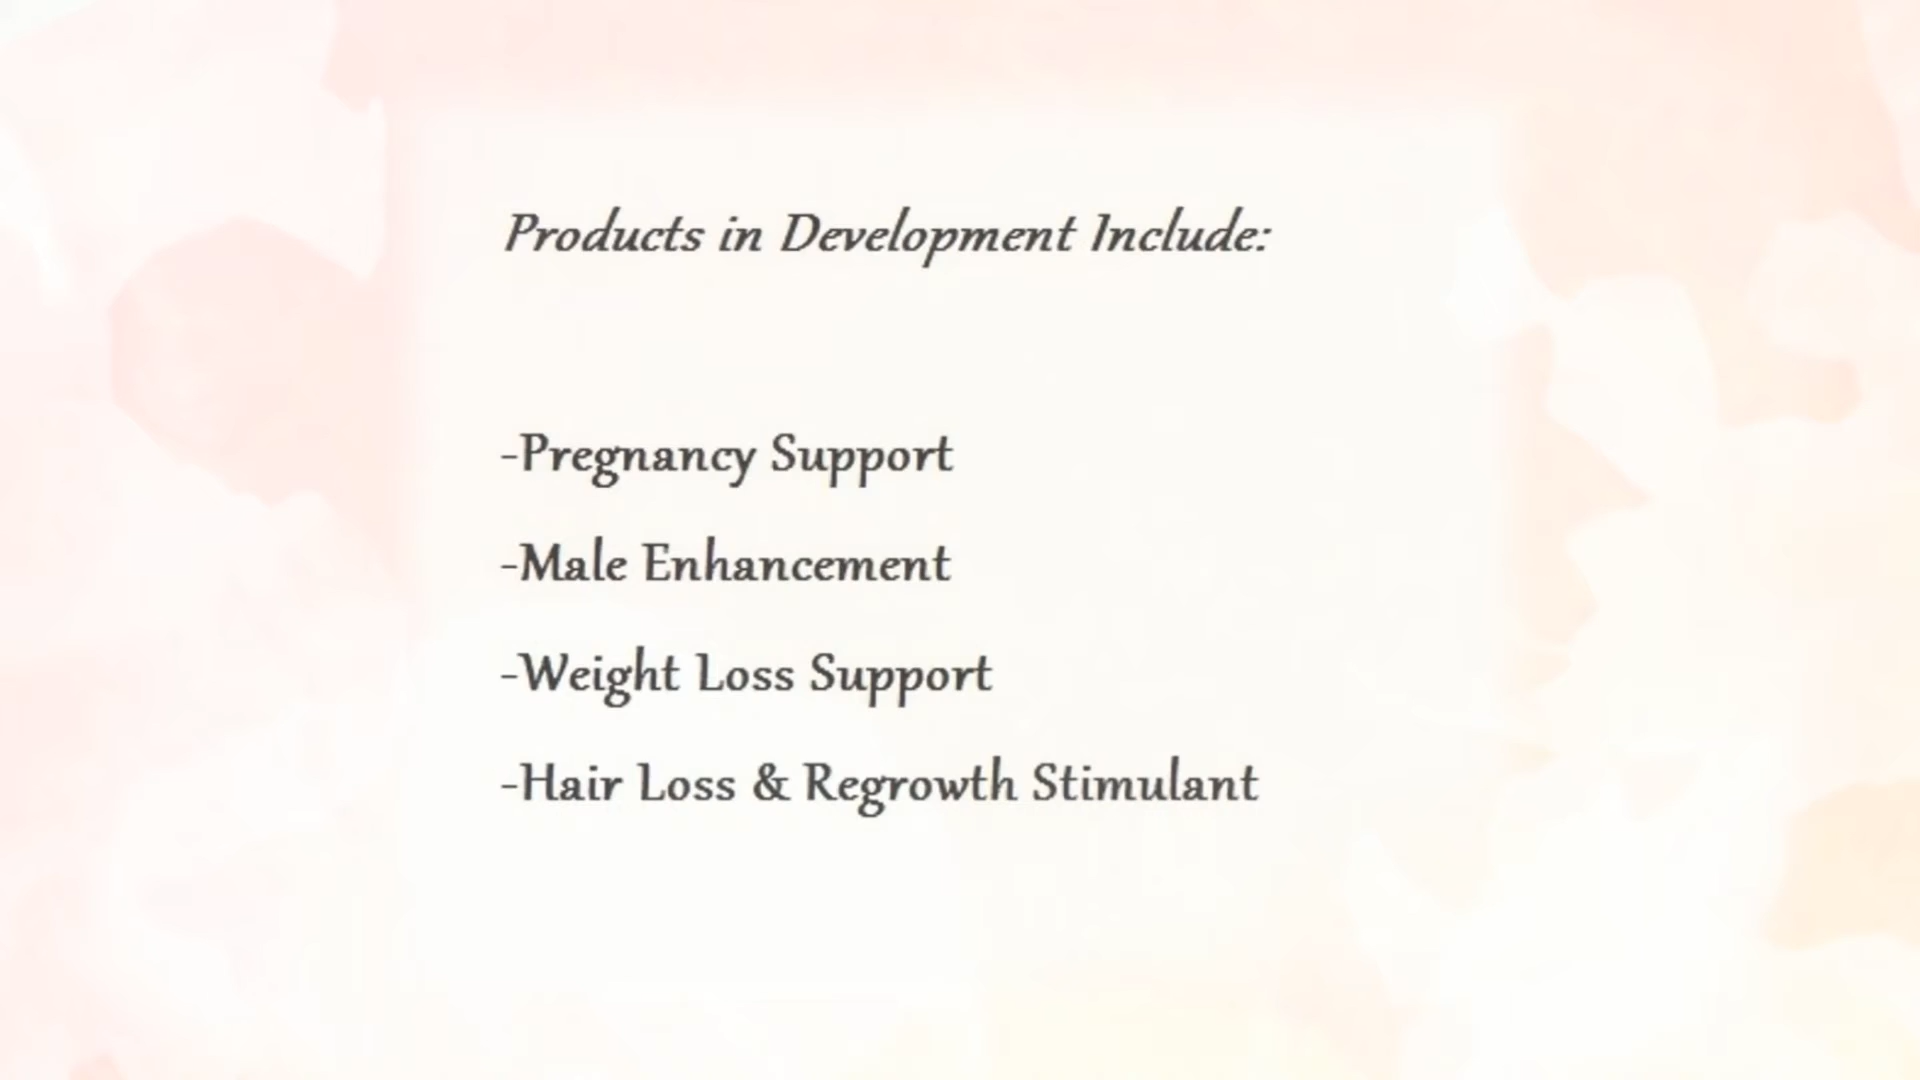 Products in Development Include:
-Pregnancy Support
-Male Enhancement
-Weight Loss Support
-Hair Loss & Regrowth Stimulant